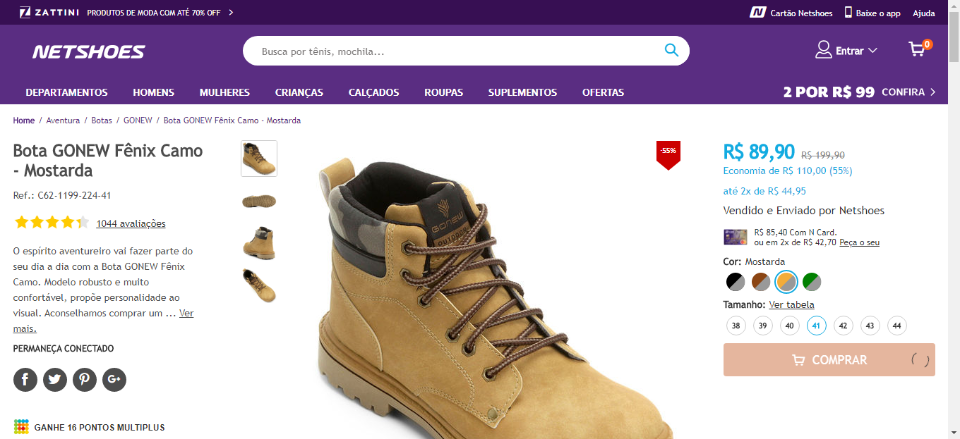 ZATTINI PRODUTOS DE MODA COM ATÉ 70% OFF
Cartão Netshoes
Baixe o app
Ajuda
NETSHOES
Busca por tênis, mochila...
Entrar
0
DEPARTAMENTOS HOMENS MULHERES CRIANÇAS CALÇADOS ROUPAS SUPLEMENTOS OFERTAS
2 POR R$ 99 CONFIRA
Home / Aventura / Botas / GONEW / Bota GONEW Fênix Camo - Mostarda
Bota GONEW Fênix Camo
- Mostarda
Ref.: C62-1199-224-41
1044 avaliações
O espírito aventureiro vai fazer parte do
seu dia a dia com a Bota GONEW Fênix
Camo. Modelo robusto e muito
confortável, propõe personalidade ao
visual. Aconselhamos comprar um ... Ver
mais.
PERMANEÇA CONECTADO
GANHE 16 PONTOS MULTIPLUS
GONEW
-55%
R$ 89,90 R$ 199,90
Economia de R$ 110,00 (55%)
até 2x de R$ 44,95
Vendido e Enviado por Netshoes
R$ 85,40 Com N Card.
ou em 2x de R$ 42,70 Peça o seu
Cor: Mostarda
Tamanho: Ver tabela
38 39 40 41 42 43 44
COMPRAR